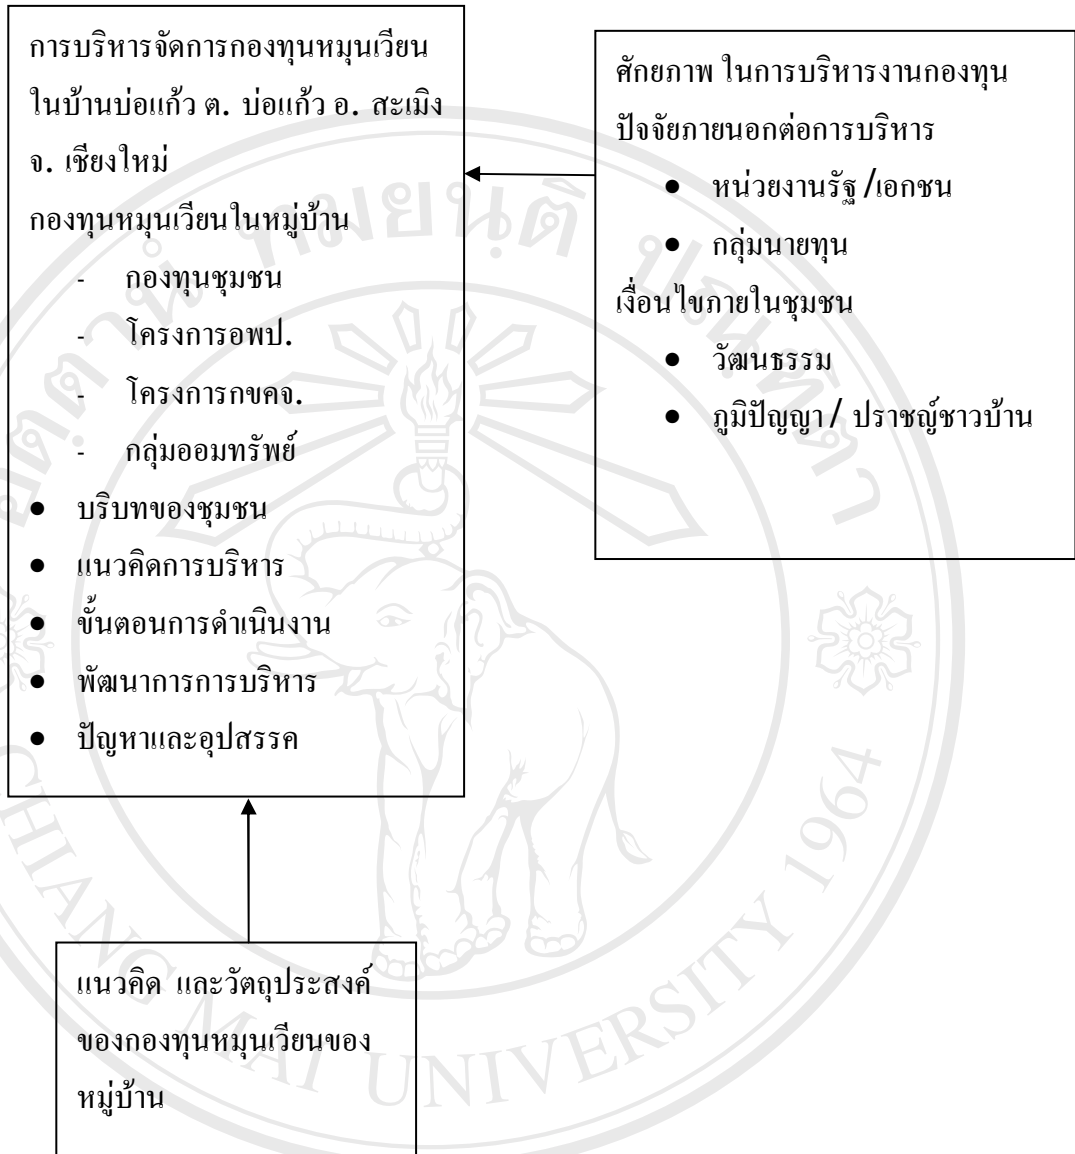 การบริหารจัดการกองทุนหมุนเวียน
ในบ้านบ่อแก้ว ต. บ่อแก้ว อ. สะเมิง
จ. เชียงใหม่
กองทุนหมุนเวียนในหมู่บ้าน
- กองทุนชุมชน
- โครงการอพป.
- โครงการกขคจ.
- กลุ่มออมทรัพย์
● บริบทของชุมชน
● แนวคิดการบริหาร
● ขั้นตอนการดำเนินงาน
● พัฒนาการการบริหาร
● ปัญหาและอุปสรรค
ศักยภาพ ในการบริหารงานกองทุน
ปัจจัยภายนอกต่อการบริหาร
● หน่วยงานรัฐ /เอกชน
● กลุ่มนายทุน
เงื่อนไขภายในชุมชน
● วัฒนธรรม
● ภูมิปัญญา / ปราชญ์ชาวบ้าน
แนวคิด และวัตถุประสงค์
ของกองทุนหมุนเวียนของ
หมู่บ้าน
CHIANG MAI UNIVERSITY 1964